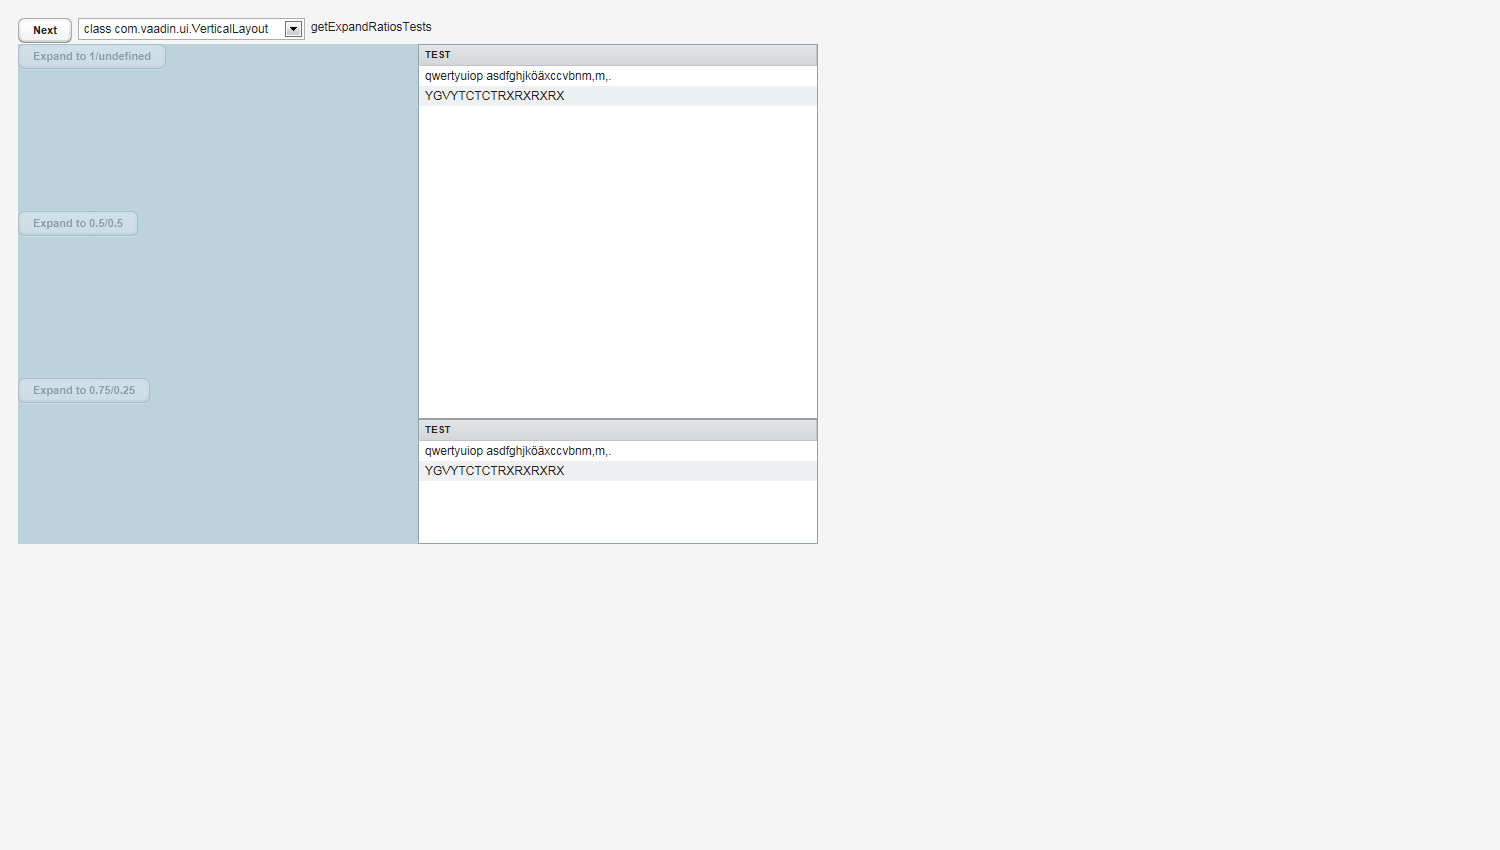 Next
class com.vaadin.ui.VerticalLayout
getExpandRatiosTests
Expand to 1/undefined
TEST
qwertyuiop asdfghjköäxccvbnm,m,.
YGVYTCTCTRXRXRXRX
Expand to 0.5/0.5
Expand to 0.75/0.25
TEST
qwertyuiop asdfghjköäxccvbnm,m,.
YGVYTCTCTRXRXRXRX